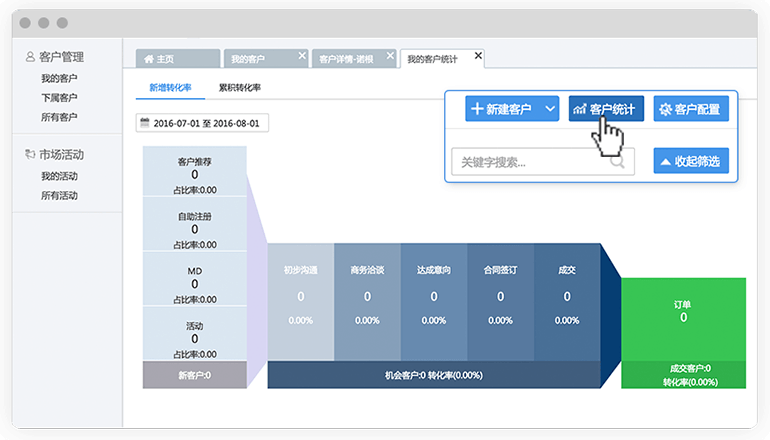 客户管理
我的客户
下属客户
所有客户
市场活动
我的活动
所有活动
主页
我的客户
客户详情-诺根
我的客户统计
新增转化率
累积转化率
2016-07-01 至 2016-08-01
新建客户
客户统计
客户配置
关键字搜索...
收起筛选
客户推荐
0
占比率:0.00
自助注册
0
占比率:0.00
MD
0
占比率:0.00
活动
0
占比率:0.00
新客户:0
初步沟通
0
0.00%
商务洽谈
0
0.00%
达成意向
0
0.00%
合同签订
0
0.00%
成交
0
0.00%
机会客户:0 转化率(0.00%)
订单
0
成交客户:0
转化率(0.00%)